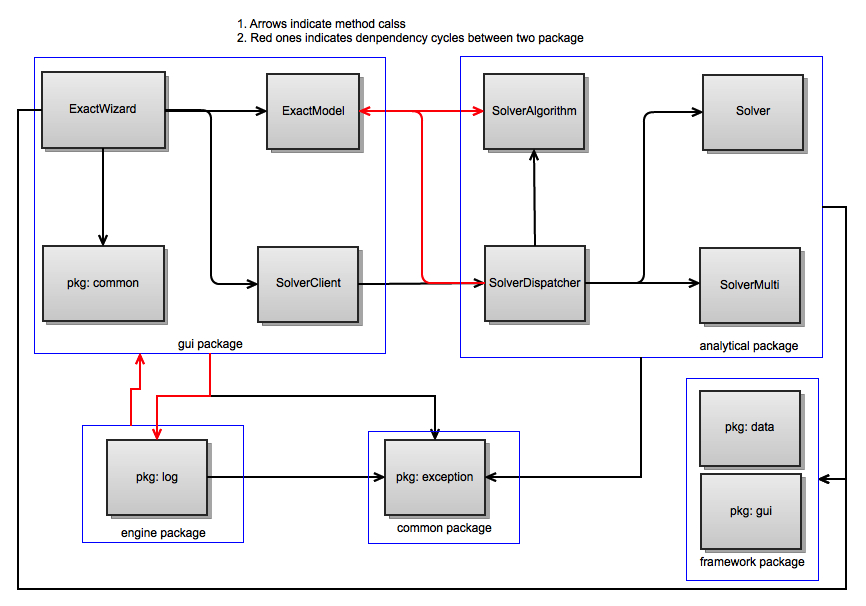 1. Arrows indicate method calss
2. Red ones indicates denpendency cycles between two package
ExactWizard
ExactModel
SolverAlgorithm
Solver
pkg: common
SolverClient
SolverDispatcher
SolverMulti
gui package
analytical package
pkg: data
pkg: log
pkg: exception
pkg: gui
engine package
common package
framework package